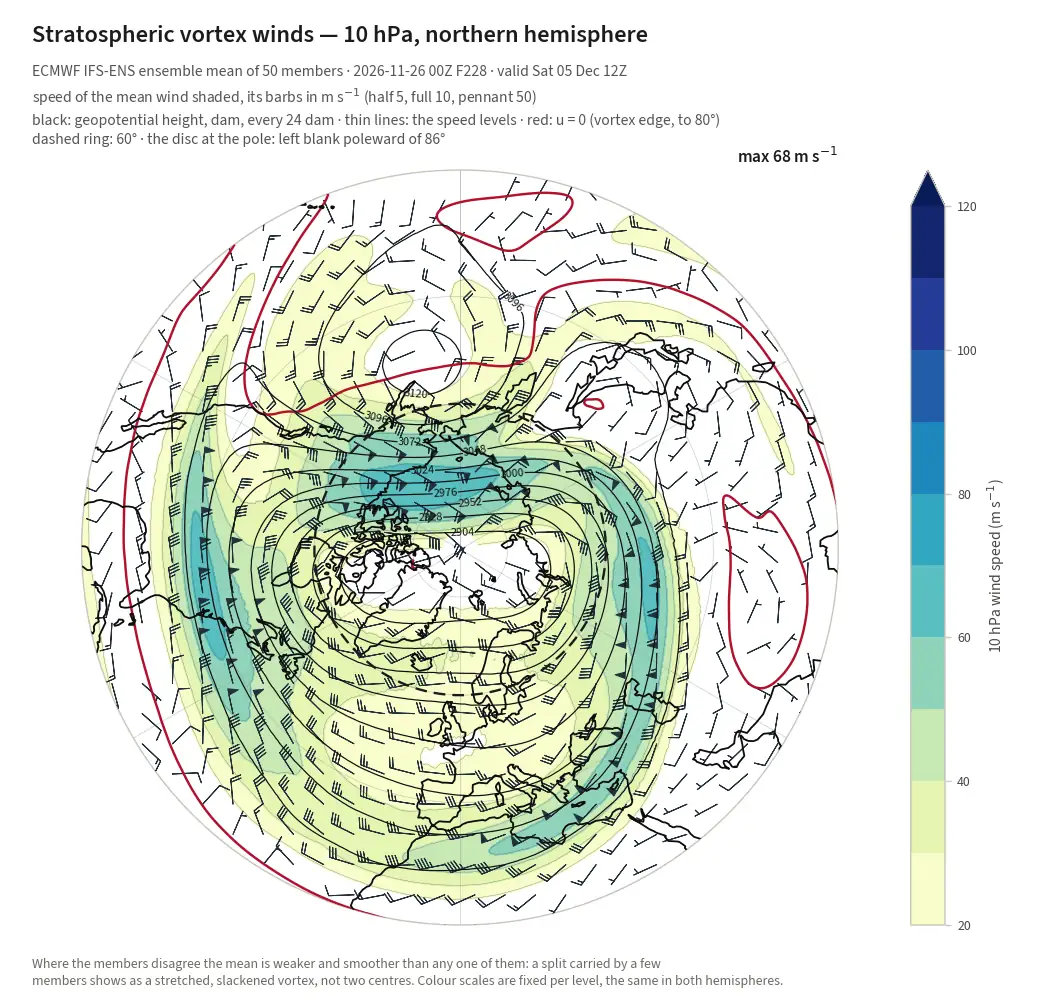 Stratospheric vortex winds — 10 hPa, northern hemisphere
ECMWF IFS-ENS ensemble mean of 50 members · 2026-11-26 00Z F228 · valid Sat 05 Dec 12Z
speed of the mean wind shaded, its barbs in m s⁻¹ (half 5, full 10, pennant 50)
black: geopotential height, dam, every 24 dam · thin lines: the speed levels · red: u = 0 (vortex edge, to 80°)
dashed ring: 60° · the disc at the pole: left blank poleward of 86°
max 68 m s⁻¹
120
100
80
60
40
20
10 hPa wind speed (m s⁻¹)
3096
3120
3096
3072
3048
3024
3000
2976
2952
2928
2904
Where the members disagree the mean is weaker and smoother than any one of them: a split carried by a few
members shows as a stretched, slackened vortex, not two centres. Colour scales are fixed per level, the same in both hemispheres.